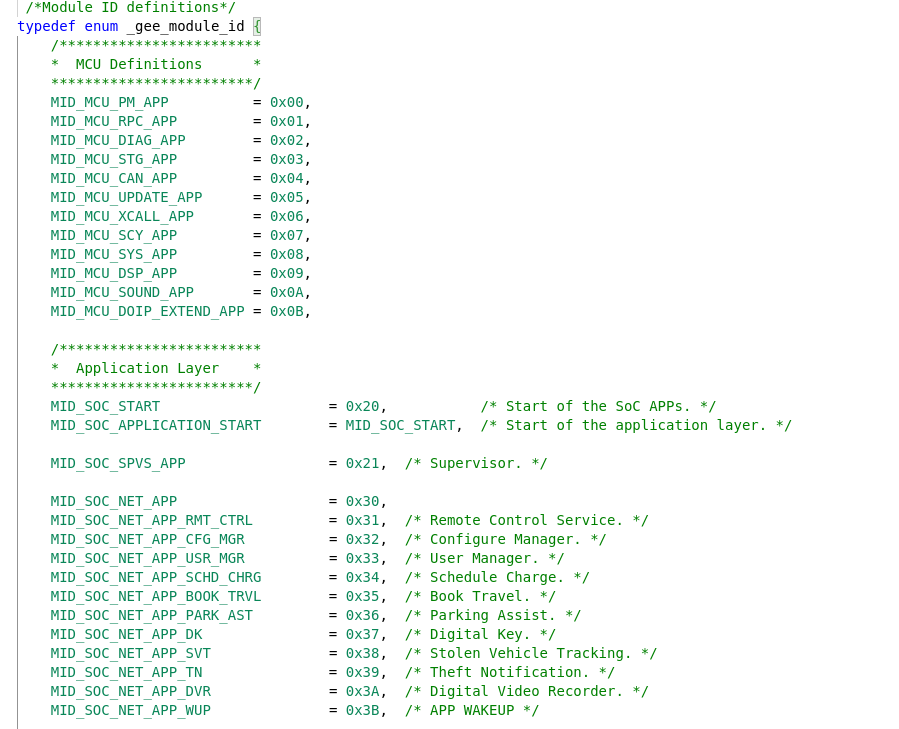 /*Module ID definitions*/
typedef enum _gee_module_id {
    /************************
    *  MCU Definitions      *
    ************************/
    MID_MCU_PM_APP          = 0x00,
    MID_MCU_RPC_APP         = 0x01,
    MID_MCU_DIAG_APP        = 0x02,
    MID_MCU_STG_APP         = 0x03,
    MID_MCU_CAN_APP         = 0x04,
    MID_MCU_UPDATE_APP      = 0x05,
    MID_MCU_XCALL_APP       = 0x06,
    MID_MCU_SCY_APP         = 0x07,
    MID_MCU_SYS_APP         = 0x08,
    MID_MCU_DSP_APP         = 0x09,
    MID_MCU_SOUND_APP       = 0x0A,
    MID_MCU_DOIP_EXTEND_APP = 0x0B,

    /************************
    *  Application Layer    *
    ************************/
    MID_SOC_START                    = 0x20,           /* Start of the SoC APPs. */
    MID_SOC_APPLICATION_START        = MID_SOC_START,  /* Start of the application layer. */

    MID_SOC_SPVS_APP                 = 0x21,  /* Supervisor. */

    MID_SOC_NET_APP                  = 0x30,
    MID_SOC_NET_APP_RMT_CTRL         = 0x31,  /* Remote Control Service. */
    MID_SOC_NET_APP_CFG_MGR          = 0x32,  /* Configure Manager. */
    MID_SOC_NET_APP_USR_MGR          = 0x33,  /* User Manager. */
    MID_SOC_NET_APP_SCHD_CHRG        = 0x34,  /* Schedule Charge. */
    MID_SOC_NET_APP_BOOK_TRVL        = 0x35,  /* Book Travel. */
    MID_SOC_NET_APP_PARK_AST         = 0x36,  /* Parking Assist. */
    MID_SOC_NET_APP_DK               = 0x37,  /* Digital Key. */
    MID_SOC_NET_APP_SVT              = 0x38,  /* Stolen Vehicle Tracking. */
    MID_SOC_NET_APP_TN               = 0x39,  /* Theft Notification. */
    MID_SOC_NET_APP_DVR              = 0x3A,  /* Digital Video Recorder. */
    MID_SOC_NET_APP_WUP              = 0x3B,  /* APP WAKEUP */